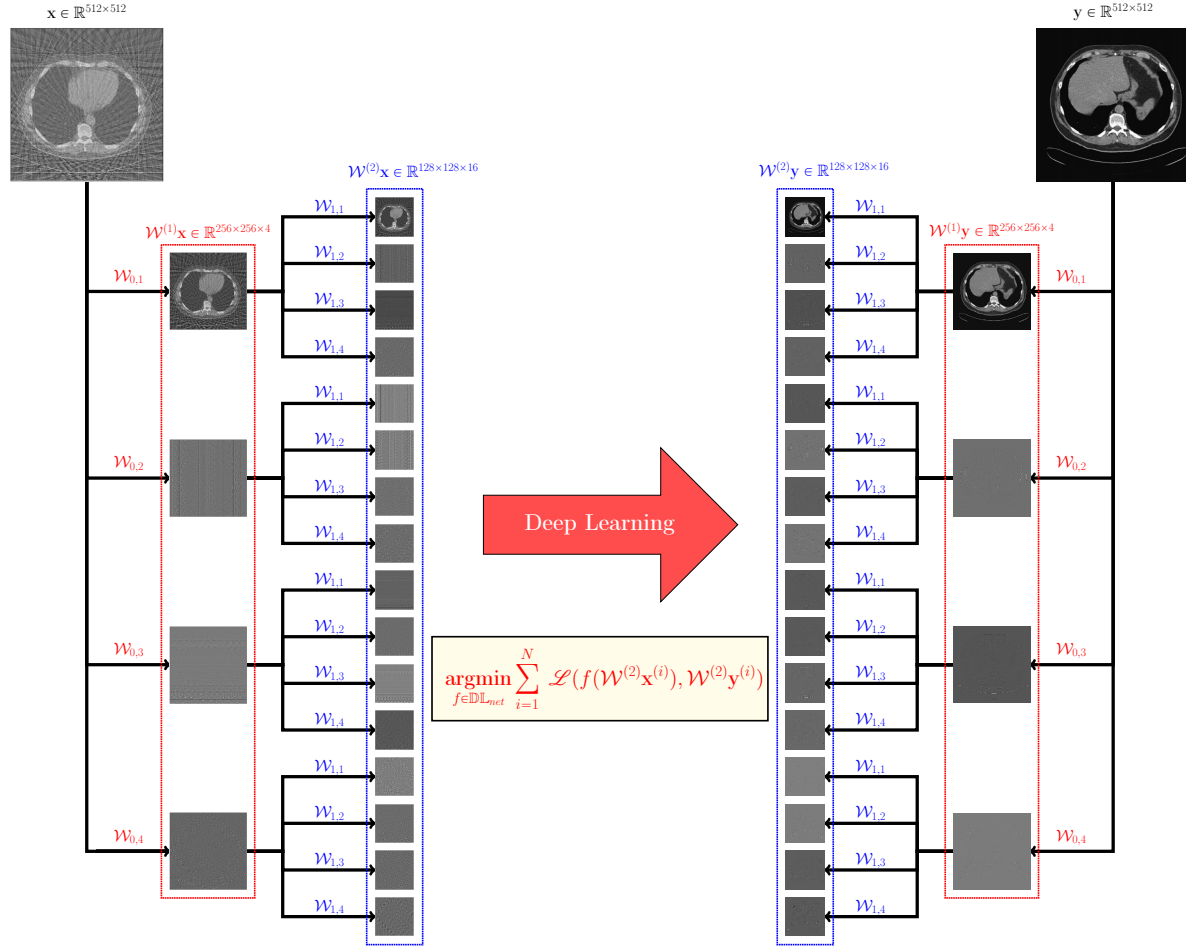 x ∈ ℝ^{512×512}
y ∈ ℝ^{512×512}
𝒲^{(2)}x ∈ ℝ^{128×128×16}
𝒲^{(2)}y ∈ ℝ^{128×128×16}
𝒲^{(1)}x ∈ ℝ^{256×256×4}
𝒲^{(1)}y ∈ ℝ^{256×256×4}
𝒲_{0,1}
𝒲_{0,2}
𝒲_{0,3}
𝒲_{0,4}
𝒲_{1,1}
𝒲_{1,2}
𝒲_{1,3}
𝒲_{1,4}
𝒲_{1,1}
𝒲_{1,2}
𝒲_{1,3}
𝒲_{1,4}
𝒲_{1,1}
𝒲_{1,2}
𝒲_{1,3}
𝒲_{1,4}
𝒲_{1,1}
𝒲_{1,2}
𝒲_{1,3}
𝒲_{1,4}
Deep Learning
argmin_{f∈𝔻𝕃_{net}} ∑_{i=1}^{N} ℒ(f(𝒲^{(2)}x^{(i)}), 𝒲^{(2)}y^{(i)})
𝒲_{1,1}
𝒲_{1,2}
𝒲_{1,3}
𝒲_{1,4}
𝒲_{1,1}
𝒲_{1,2}
𝒲_{1,3}
𝒲_{1,4}
𝒲_{1,1}
𝒲_{1,2}
𝒲_{1,3}
𝒲_{1,4}
𝒲_{1,1}
𝒲_{1,2}
𝒲_{1,3}
𝒲_{1,4}
𝒲_{0,1}
𝒲_{0,2}
𝒲_{0,3}
𝒲_{0,4}